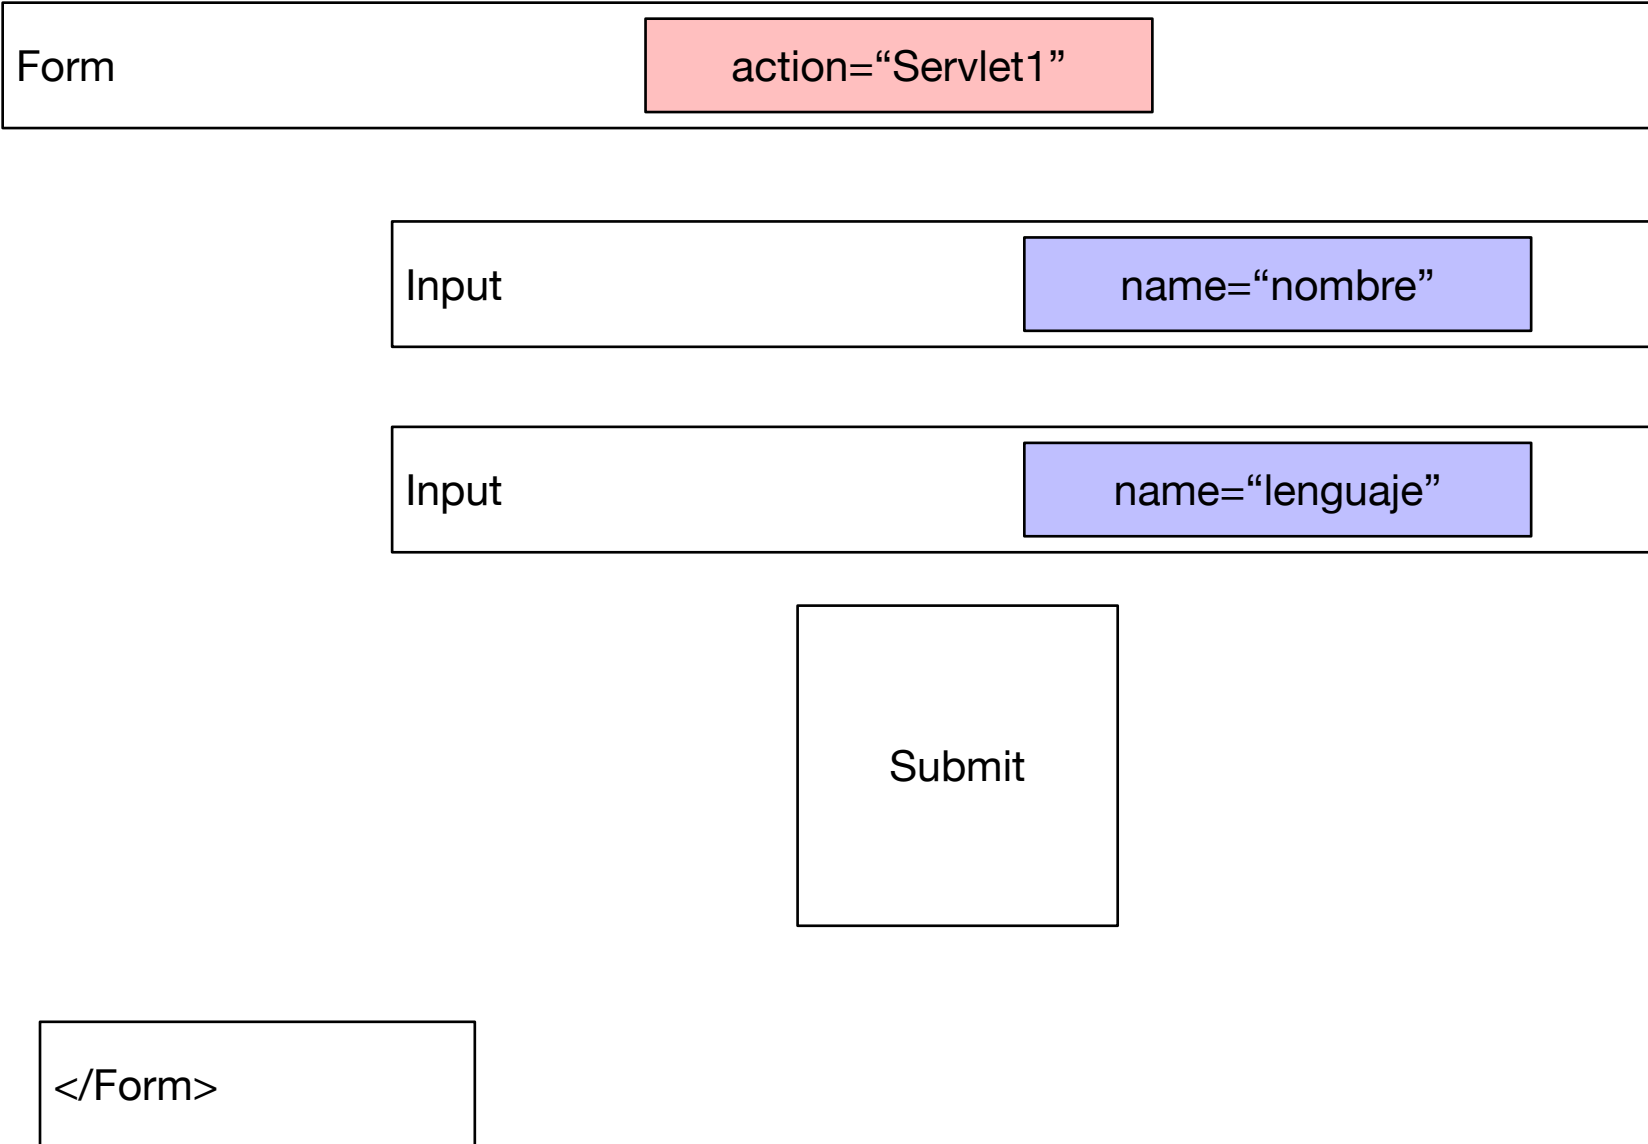 Form
action=“Servlet1”
Input
name=“nombre”
Input
name=“lenguaje”
Submit
</Form>